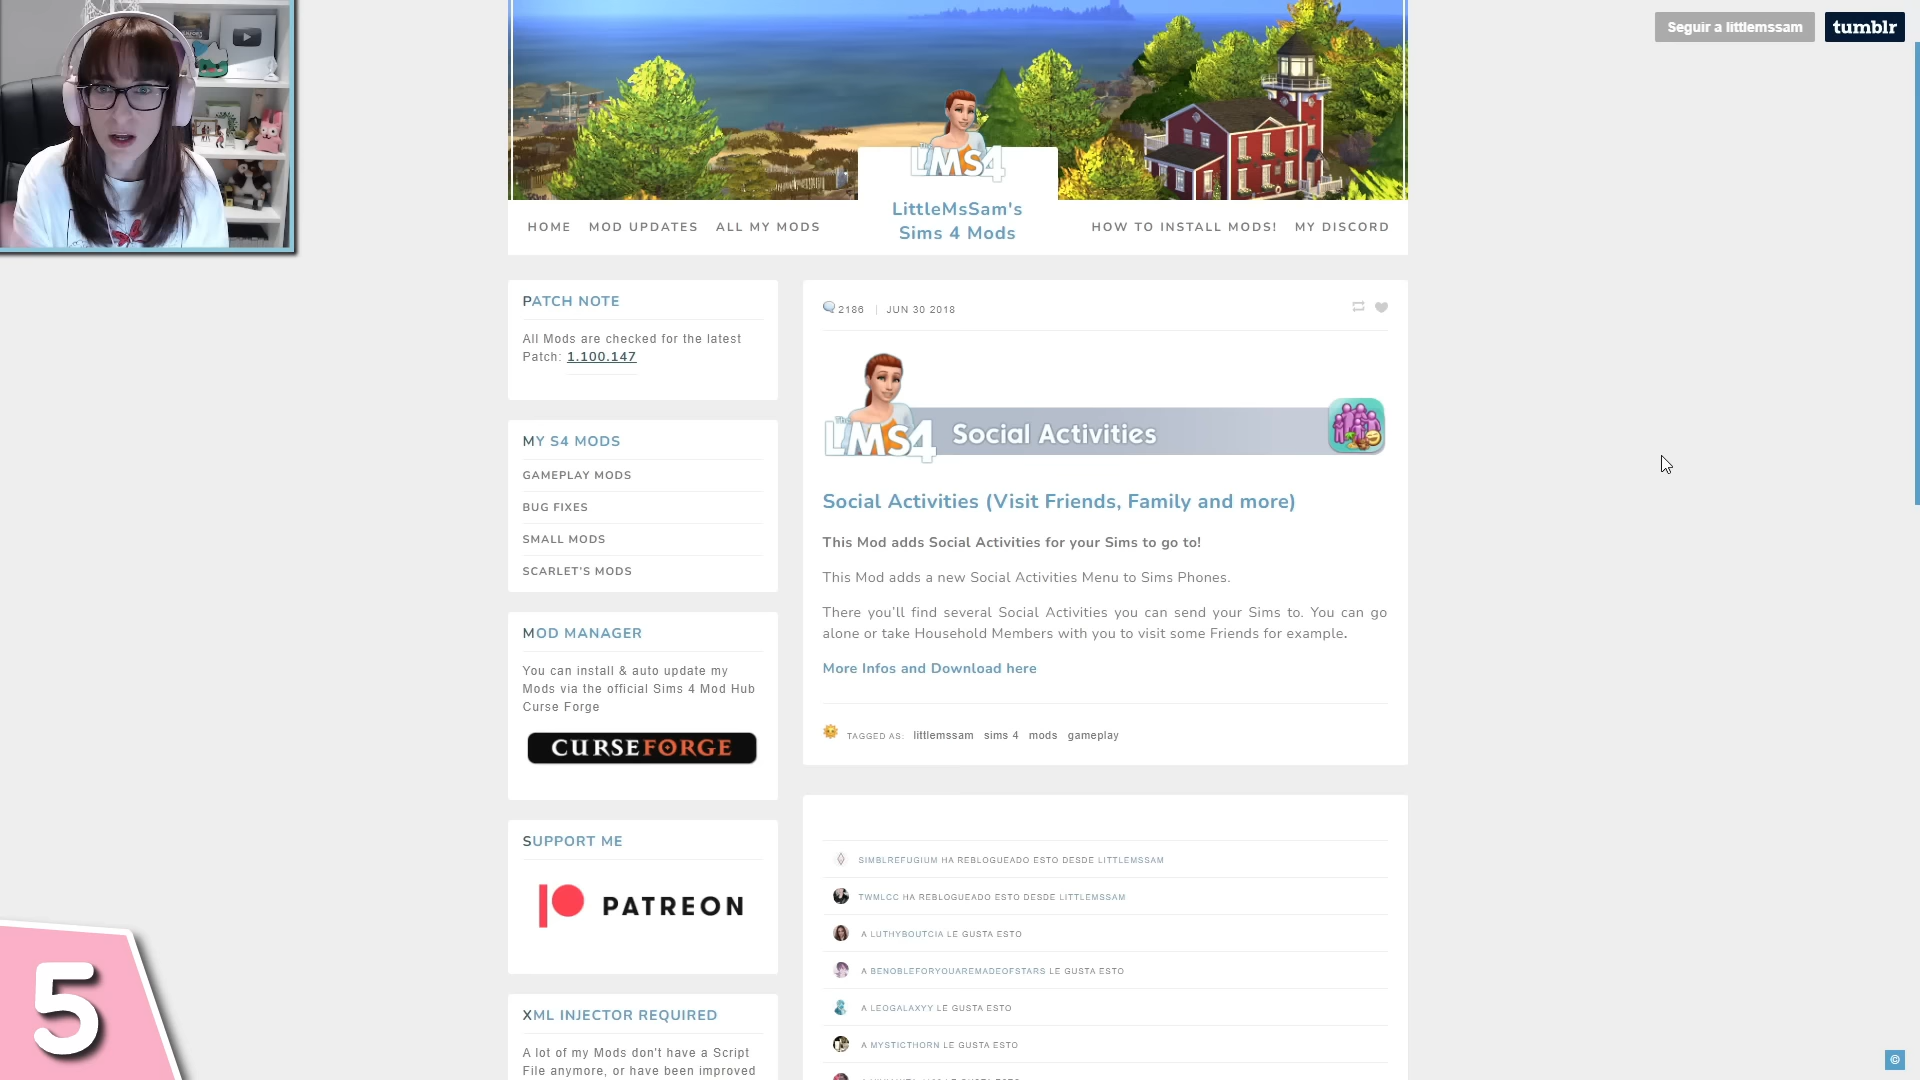 Seguir a littlemssam
tumblr
The LMS4
LittleMsSam's
Sims 4 Mods
HOME
MOD UPDATES
ALL MY MODS
HOW TO INSTALL MODS!
MY DISCORD
PATCH NOTE
All Mods are checked for the latest
Patch: 1.100.147
MY S4 MODS
GAMEPLAY MODS
BUG FIXES
SMALL MODS
SCARLET'S MODS
MOD MANAGER
You can install & auto update my
Mods via the official Sims 4 Mod Hub
Curse Forge
CURSEFORGE
SUPPORT ME
PATREON
XML INJECTOR REQUIRED
A lot of my Mods don't have a Script
File anymore, or have been improved
2186 | JUN 30 2018
The LMS4 Social Activities
Social Activities (Visit Friends, Family and more)
This Mod adds Social Activities for your Sims to go to!
This Mod adds a new Social Activities Menu to Sims Phones.
There you'll find several Social Activities you can send your Sims to. You can go
alone or take Household Members with you to visit some Friends for example.
More Infos and Download here
TAGGED AS: littlemssam sims 4 mods gameplay
SIMBLREFUGIUM HA REBLOGUEADO ESTO DESDE LITTLEMSSAM
TWMLCC HA REBLOGUEADO ESTO DESDE LITTLEMSSAM
A LUTHYBOUTCIA LE GUSTA ESTO
A BENOBLEFORYOUAREMADEOFSTARS LE GUSTA ESTO
A LEOGALAXYY LE GUSTA ESTO
A MYSTICTHORN LE GUSTA ESTO
5
©